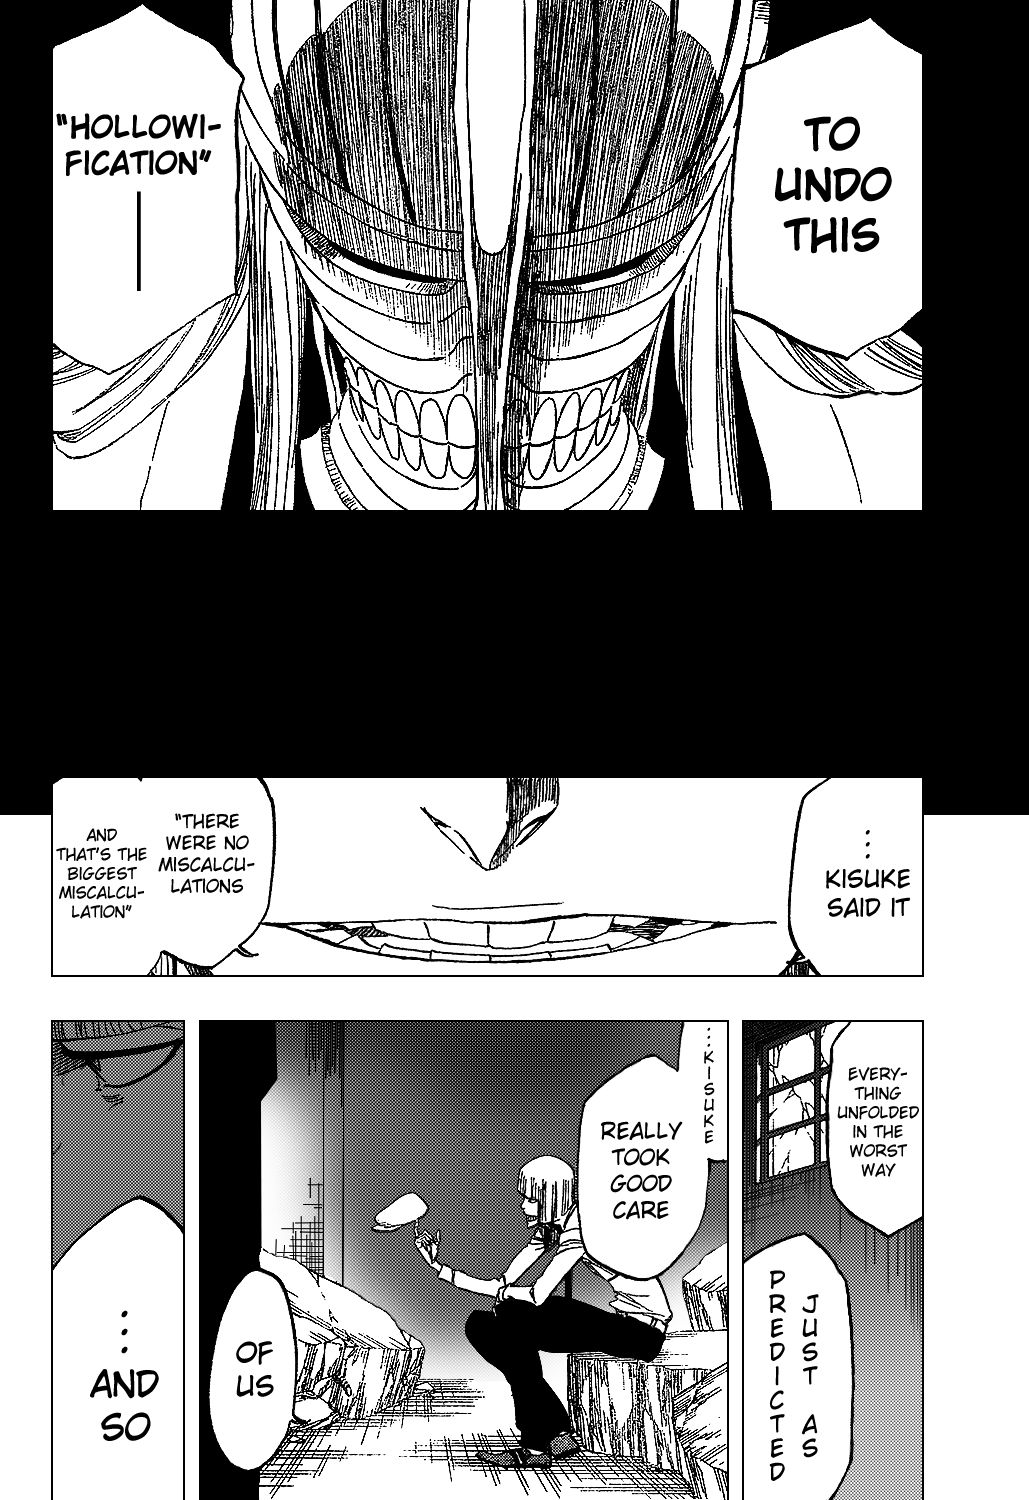 TO
UNDO
THIS
"HOLLOWI-
FICATION"
...
KISUKE
SAID IT
"THERE
WERE NO
MISCALCU-
LATIONS
AND
THAT'S THE
BIGGEST
MISCALCU-
LATION"
EVERY-
THING
UNFOLDED
IN THE
WORST
WAY
JUST AS
PREDICTED
...KISUKE
REALLY
TOOK
GOOD
CARE
OF
US
...
AND
SO